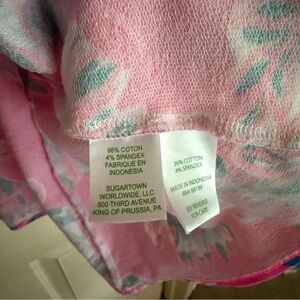 96% COTTON
4% SPANDEX
FABRIQUE EN
INDONESIA
SUGARTOWN
WORLDWIDE, LLC
800 THIRD AVENUE
KING OF PRUSSIA, PA
96% COTTON
4% SPANDEX
MADE IN INDONESIA
SEE REVERSE
FOR CARE